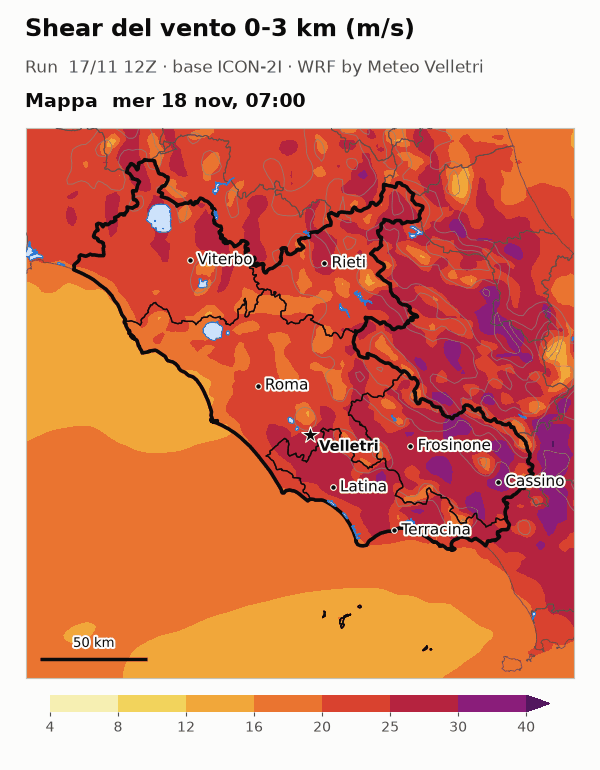 Shear del vento 0-3 km (m/s)
Run 17/11 12Z · base ICON-2I · WRF by Meteo Velletri
Mappa mer 18 nov, 07:00
Viterbo
Rieti
Roma
Velletri
Frosinone
Cassino
Latina
Terracina
50 km
4 8 12 16 20 25 30 40